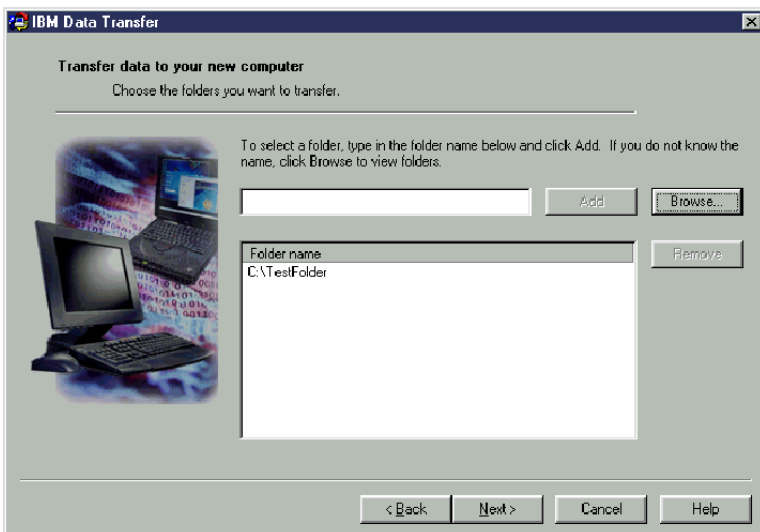 IBM Data Transfer
Transfer data to your new computer
Choose the folders you want to transfer.
To select a folder, type in the folder name below and click Add. If you do not know the
name, click Browse to view folders.
Add
Browse...
Folder name
Remove
C:\TestFolder
< Back
Next >
Cancel
Help